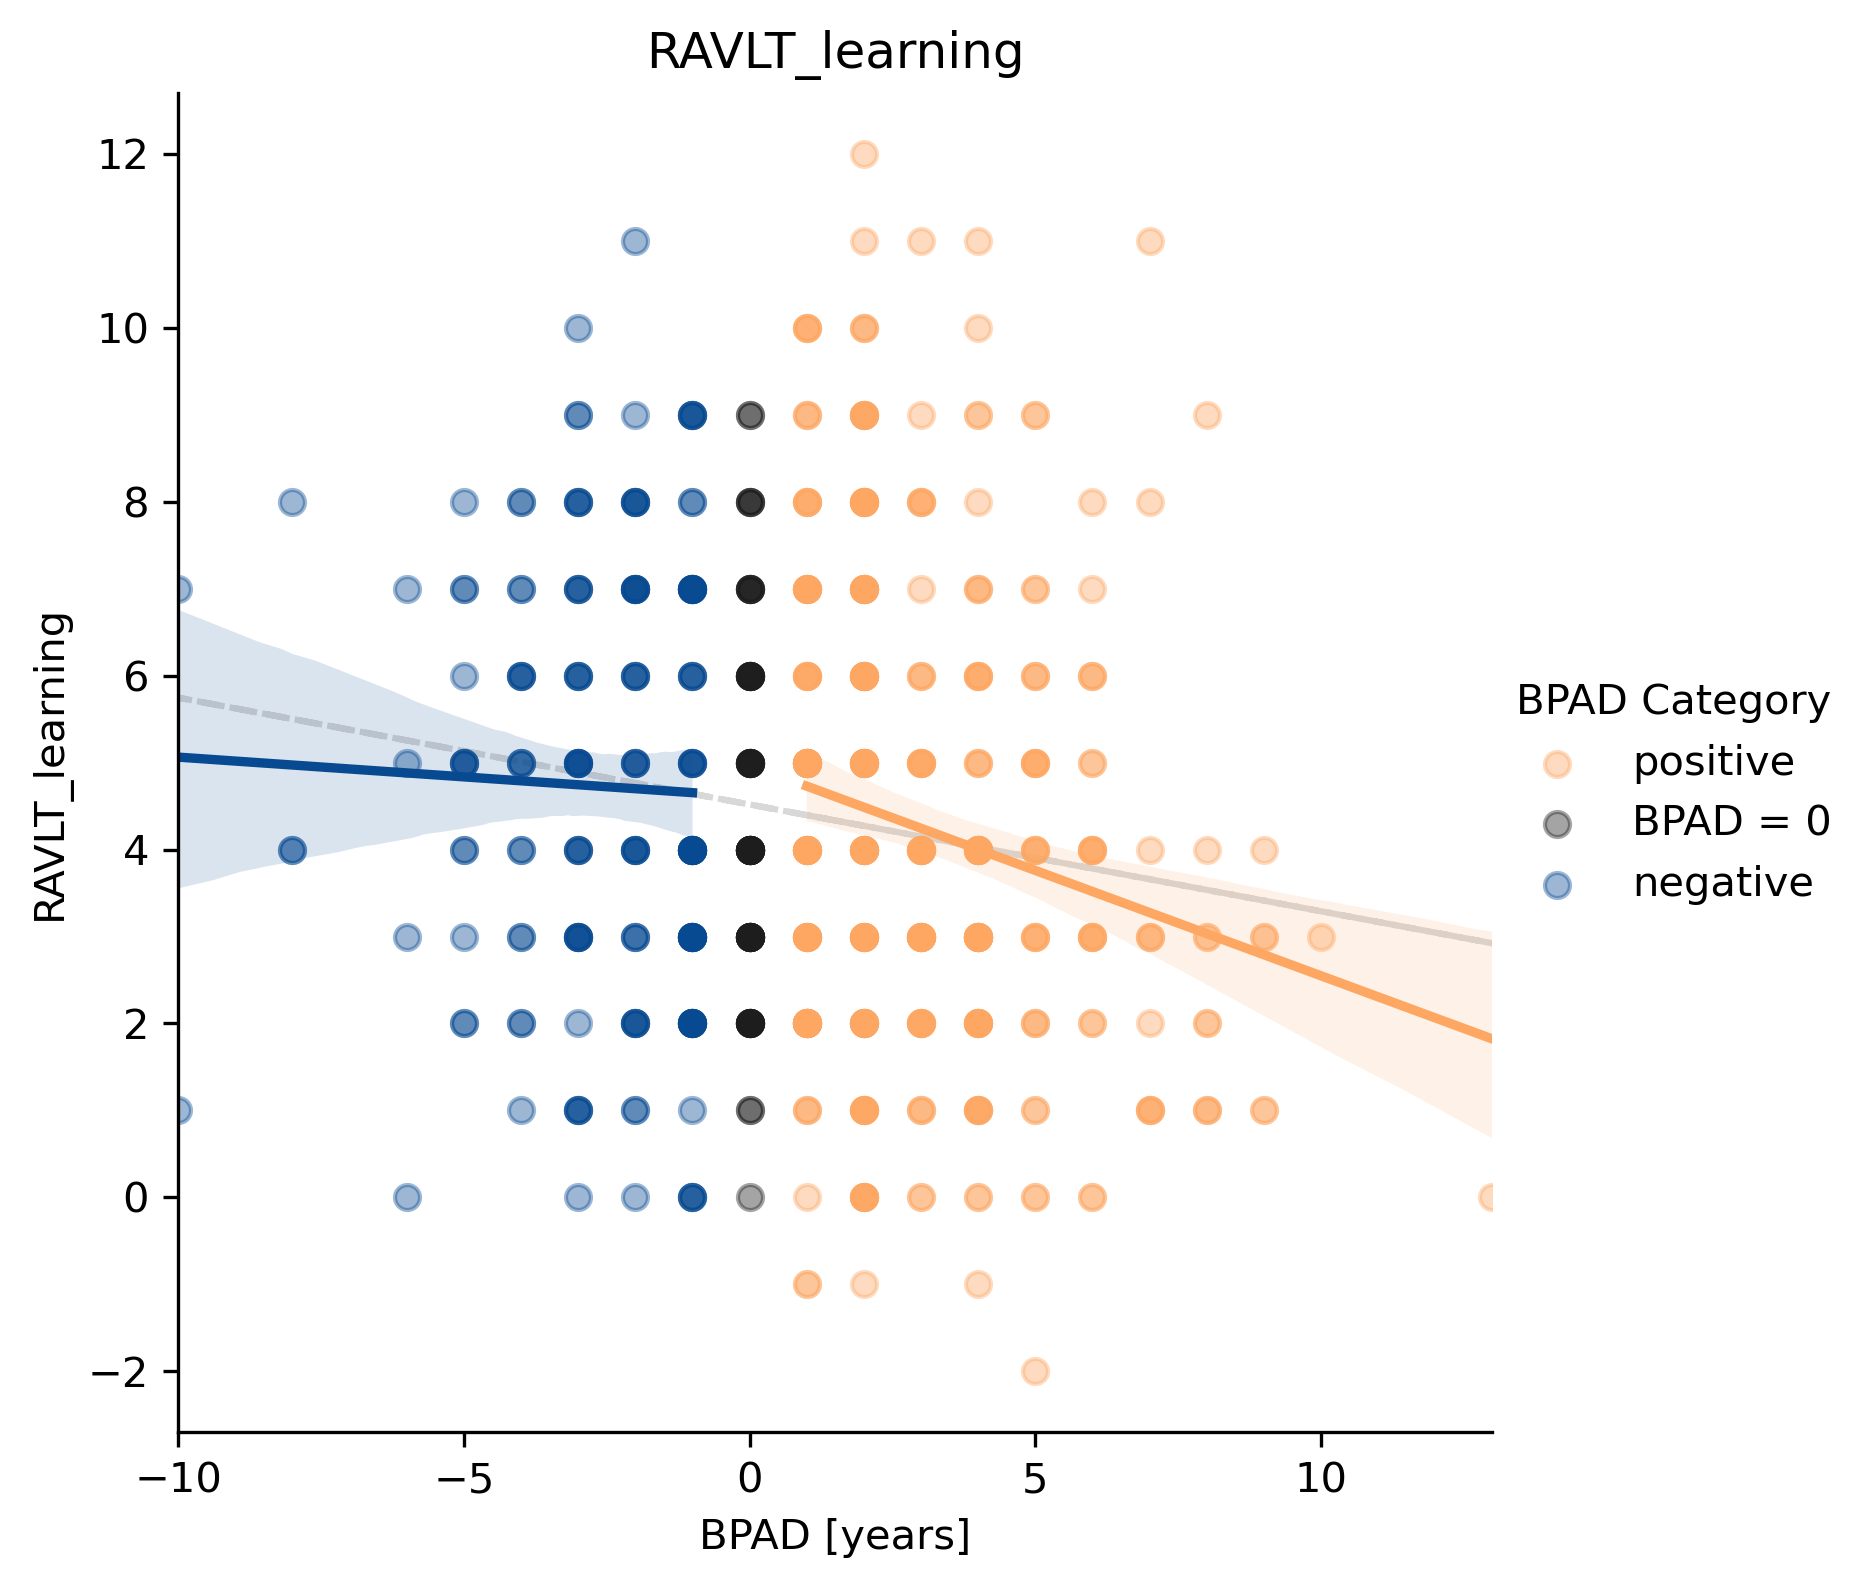 RAVLT_learning
12
10
8
6
4
2
0
−2
RAVLT_learning
−10
−5
0
5
10
BPAD [years]
BPAD Category
positive
BPAD = 0
negative